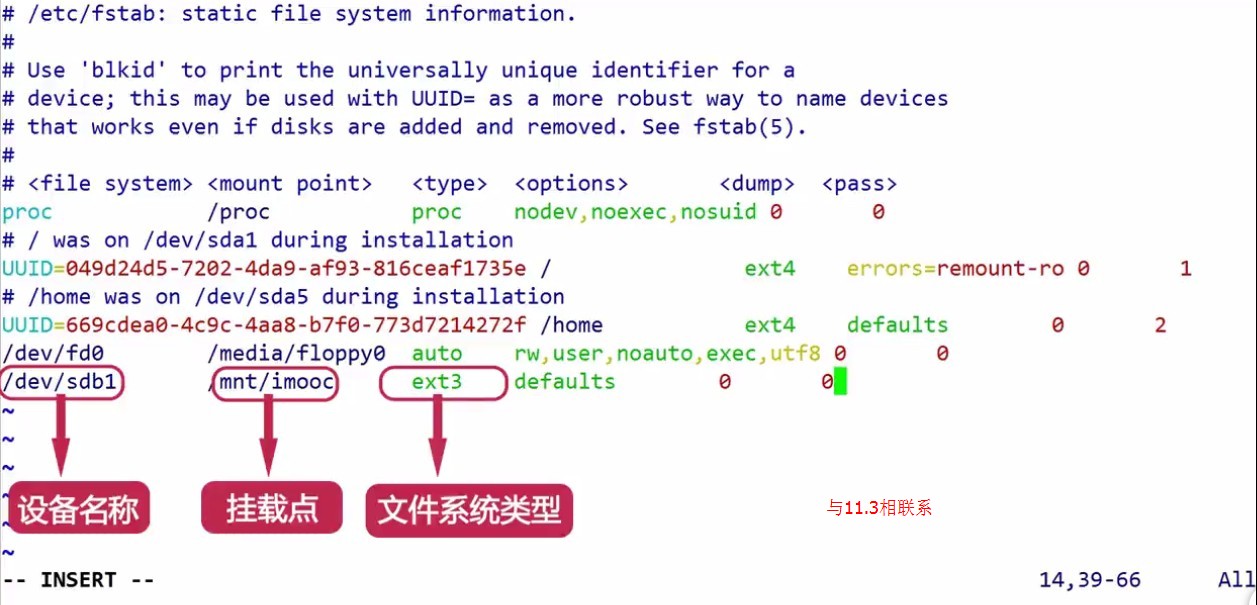 # /etc/fstab: static file system information.
#
# Use 'blkid' to print the universally unique identifier for a
# device; this may be used with UUID= as a more robust way to name devices
# that works even if disks are added and removed. See fstab(5).
#
# <file system> <mount point>   <type>  <options>       <dump>  <pass>
proc            /proc           proc    nodev,noexec,nosuid 0       0
# / was on /dev/sda1 during installation
UUID=049d24d5-7202-4da9-af93-816ceaf1735e /               ext4    errors=remount-ro 0       1
# /home was on /dev/sda5 during installation
UUID=669cdea0-4c9c-4aa8-b7f0-773d7214272f /home           ext4    defaults        0       2
/dev/fd0        /media/floppy0  auto    rw,user,noauto,exec,utf8 0       0
/dev/sdb1       /mnt/imooc      ext3    defaults        0       0
~
~
~
~
设备名称 挂载点 文件系统类型 与11.3相联系
~
~
-- INSERT --                                                                     14,39-66      All